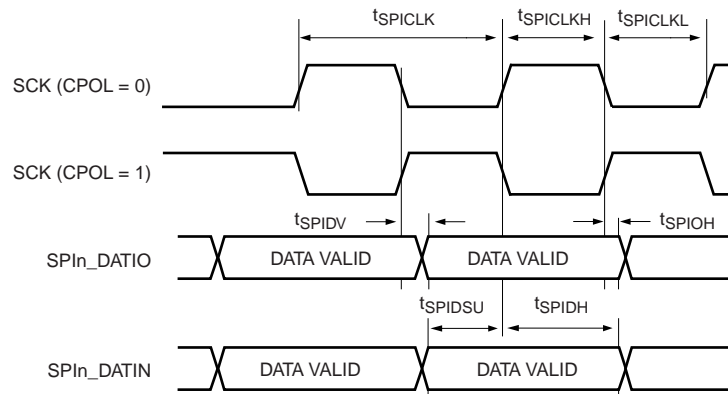 tSPICLK tSPICLKH tSPICLKL
SCK (CPOL = 0)
SCK (CPOL = 1)
tSPIDV tSPIOH
SPIn_DATIO DATA VALID DATA VALID
tSPIDSU tSPIDH
SPIn_DATIN DATA VALID DATA VALID